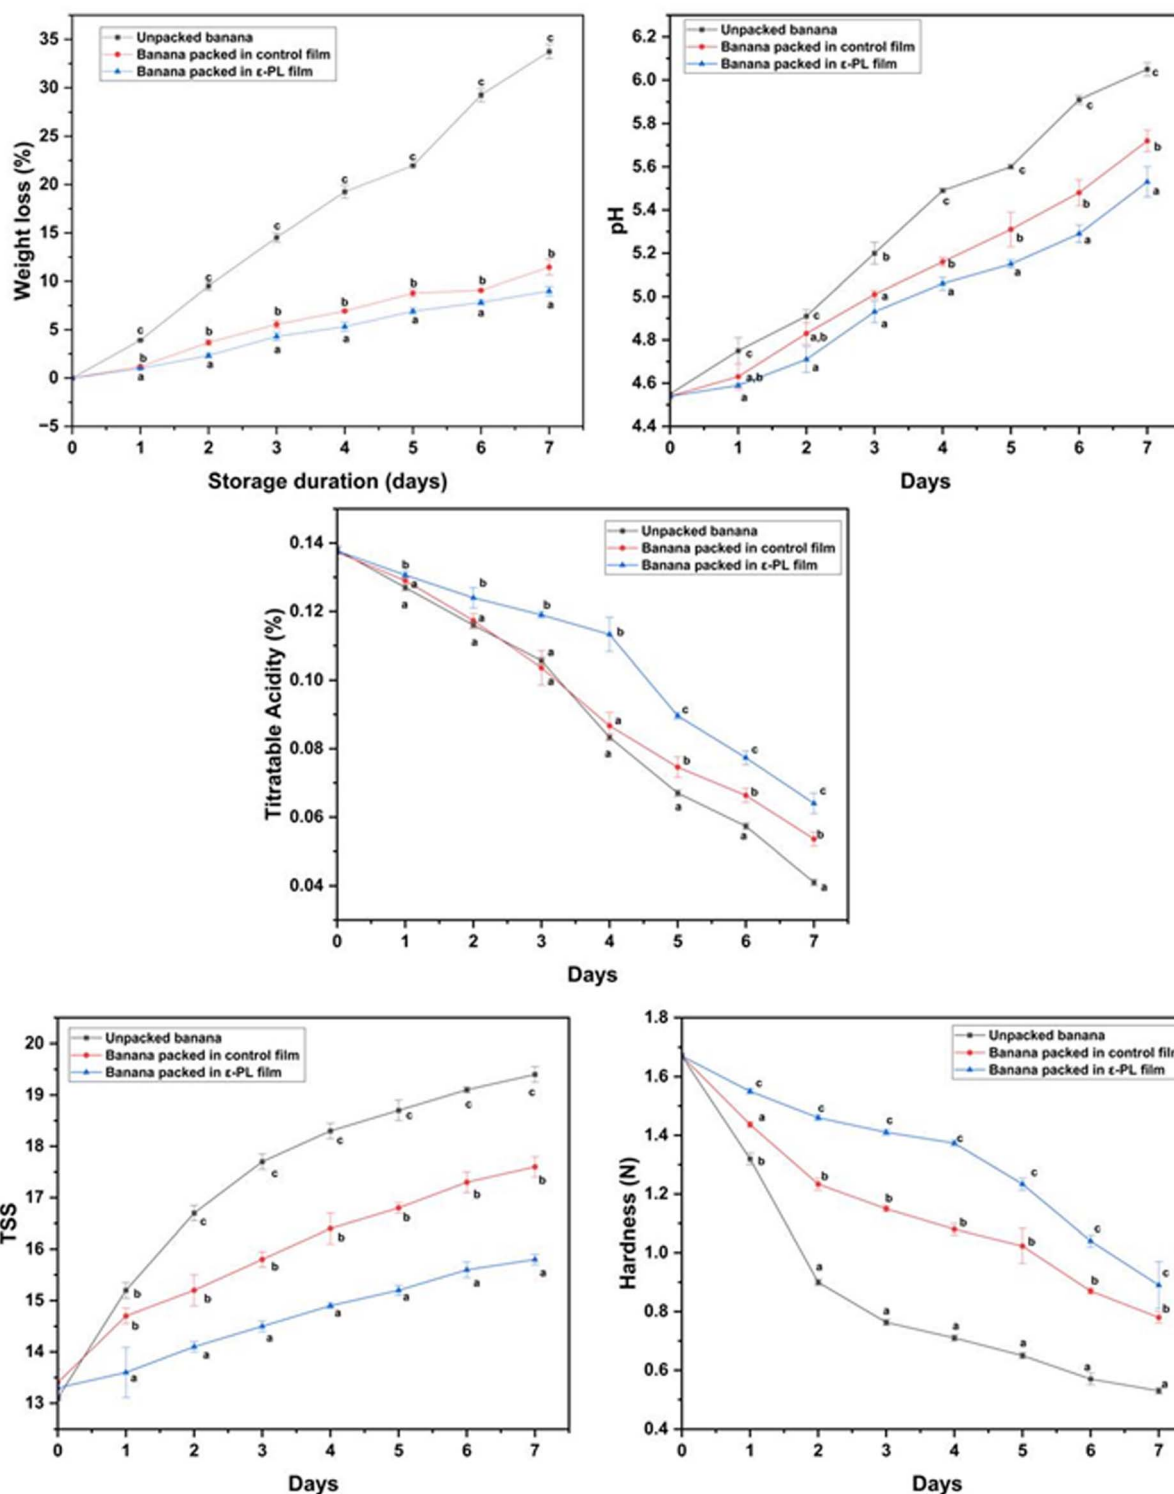 Unpacked banana
Banana packed in control film
Banana packed in ε-PL film
35
30
25
20
15
10
5
0
−5
Weight loss (%)
c
c
c
c
c
c
c
b
b
b
b
b
b
b
a
a
a
a
a
a
a
0 1 2 3 4 5 6 7
Storage duration (days)
Unpacked banana
Banana packed in control film
Banana packed in ε-PL film
6.2
6.0
5.8
5.6
5.4
5.2
5.0
4.8
4.6
4.4
pH
c
c
b
c
c
c
c
a,b
a,b
a
b
b
b
b
a
a
a
a
a
a
a
0 1 2 3 4 5 6 7
Days
Unpacked banana
Banana packed in control film
Banana packed in ε-PL film
0.14
0.12
0.10
0.08
0.06
0.04
Titratable Acidity (%)
b
b
b
b
c
c
c
a
a
a
a
b
b
b
a
a
a
a
a
a
a
0 1 2 3 4 5 6 7
Days
Unpacked banana
Banana packed in control film
Banana packed in ε-PL film
20
19
18
17
16
15
14
13
TSS
b
c
c
c
c
c
c
b
b
b
b
b
b
b
a
a
a
a
a
a
a
0 1 2 3 4 5 6 7
Days
Unpacked banana
Banana packed in control film
Banana packed in ε-PL film
1.8
1.6
1.4
1.2
1.0
0.8
0.6
0.4
Hardness (N)
c
c
c
c
c
c
c
a
b
b
b
b
b
b
b
a
a
a
a
a
a
0 1 2 3 4 5 6 7
Days